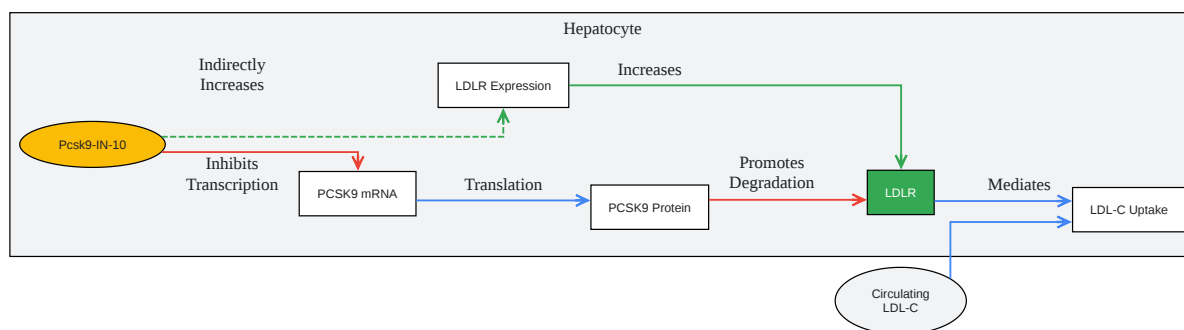 Hepatocyte
Indirectly
Increases
LDLR Expression
Increases
Pcsk9-IN-10
Inhibits
Transcription
PCSK9 mRNA
Translation
PCSK9 Protein
Promotes
Degradation
LDLR
Mediates
LDL-C Uptake
Circulating
LDL-C